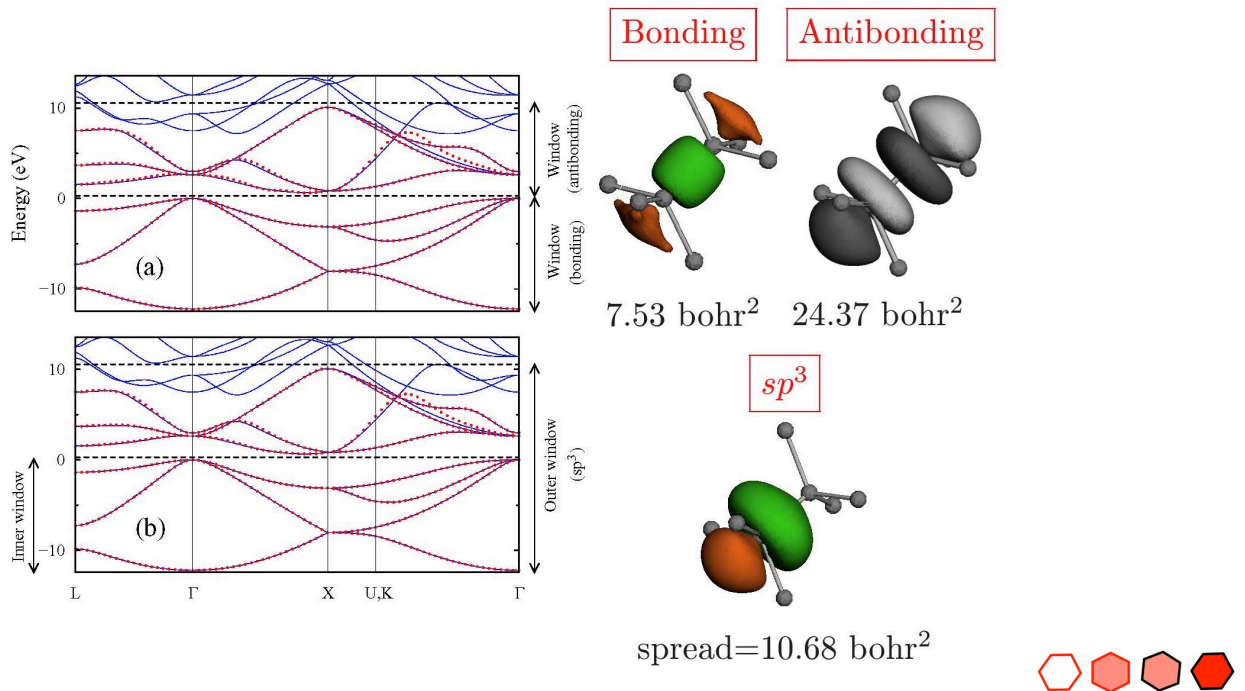 Bonding
Antibonding
10
0
−10
Energy (eV)
(a)
Window
(antibonding)
Window
(bonding)
7.53 bohr²
24.37 bohr²
10
0
−10
Inner window
(b)
Outer window
(sp³)
L
Γ
X
U,K
Γ
sp³
spread=10.68 bohr²